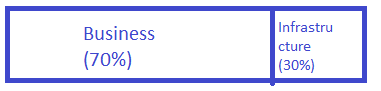 Business
(70%)
Infrastru
cture
(30%)